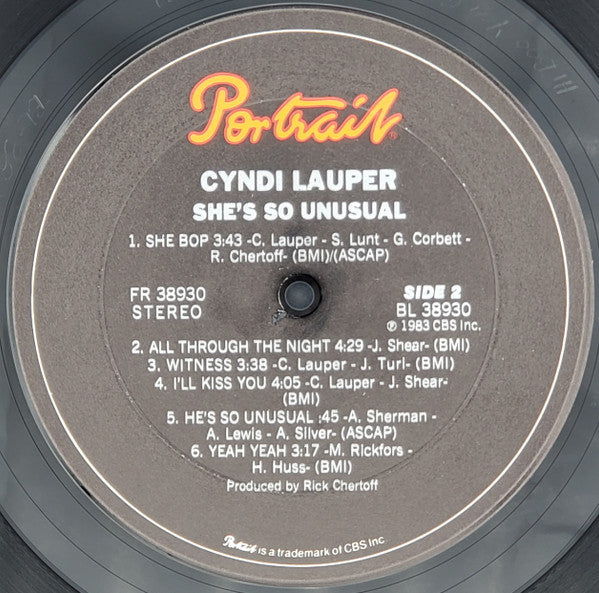 Portrait
CYNDI LAUPER
SHE'S SO UNUSUAL
1. SHE BOP 3:43 -C. Lauper - S. Lunt - G. Corbett -
R. Chertoff- (BMI)/(ASCAP)
FR 38930
STEREO
SIDE 2
BL 38930
℗ 1983 CBS Inc.
2. ALL THROUGH THE NIGHT 4:29 -J. Shear- (BMI)
3. WITNESS 3:38 -C. Lauper - J. Turi- (BMI)
4. I'LL KISS YOU 4:05 -C. Lauper - J. Shear-
(BMI)
5. HE'S SO UNUSUAL :45 -A. Sherman -
A. Lewis - A. Silver- (ASCAP)
6. YEAH YEAH 3:17 -M. Rickfors -
H. Huss- (BMI)
Produced by Rick Chertoff
Portrait is a trademark of CBS Inc.